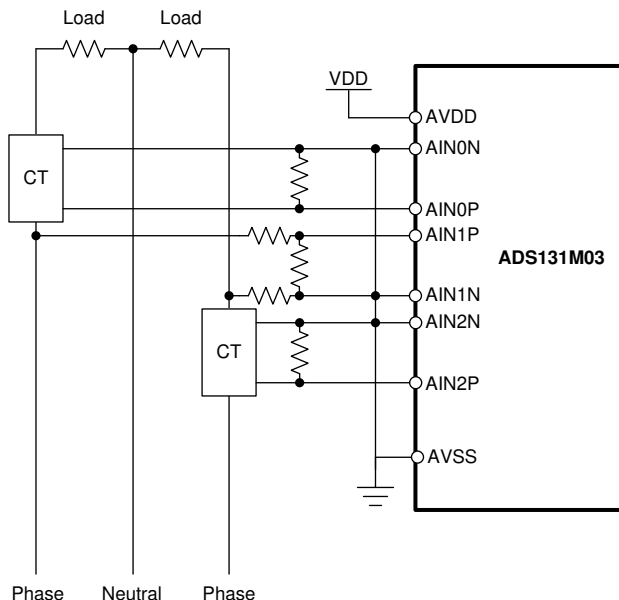 Load Load
VDD
AVDD
AIN0N
CT
AIN0P
AIN1P
ADS131M03
AIN1N
AIN2N
CT
AIN2P
AVSS
Phase Neutral Phase